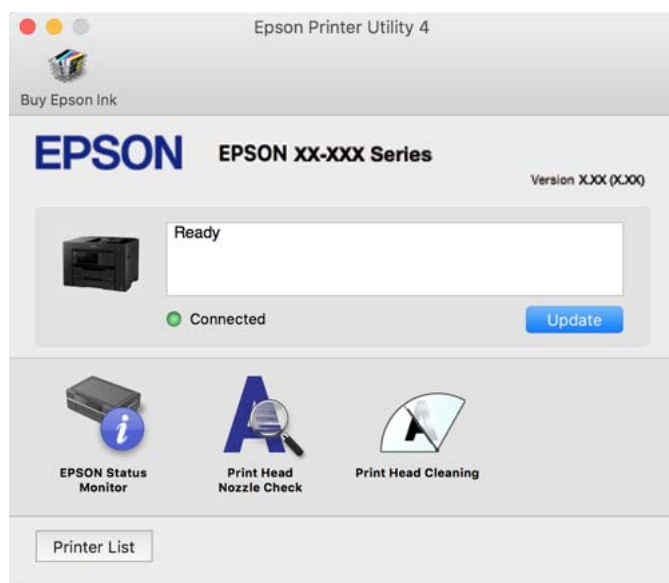 Epson Printer Utility 4
Buy Epson Ink
EPSON
EPSON XX-XXX Series
Version X.XX (X.XX)
Ready
Connected
Update
EPSON Status
Monitor
Print Head
Nozzle Check
Print Head Cleaning
Printer List